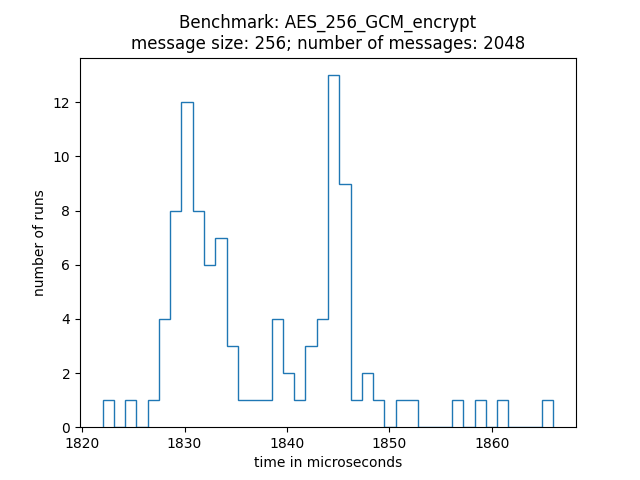 Benchmark: AES_256_GCM_encrypt
message size: 256; number of messages: 2048
12
10
8
6
4
2
0
number of runs
1820 1830 1840 1850 1860
time in microseconds